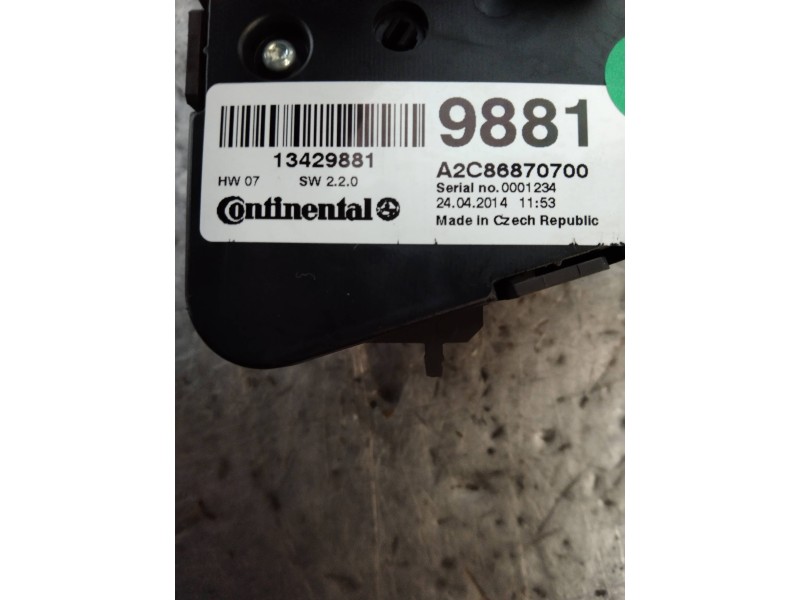 9881
13429881
A2C86870700
HW 07 SW 2.2.0
Serial no.0001234
24.04.2014 11:53
Continental
Made in Czech Republic